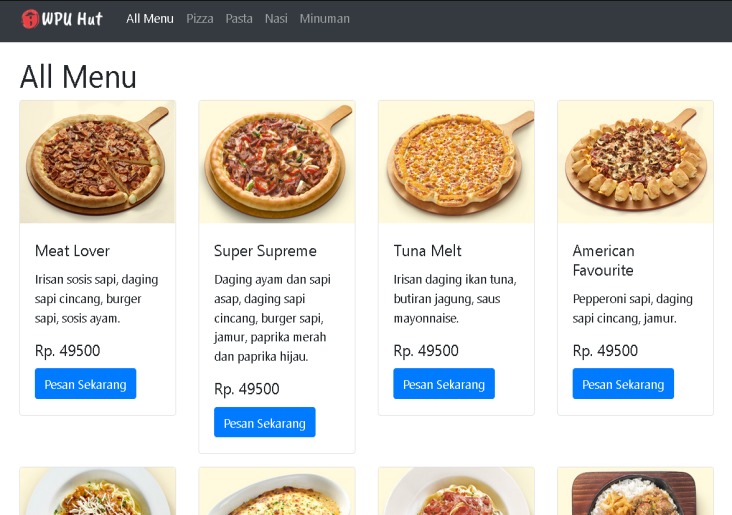 WPU Hut All Menu Pizza Pasta Nasi Minuman
All Menu
Meat Lover
Irisan sosis sapi, daging
sapi cincang, burger
sapi, sosis ayam.
Rp. 49500
Pesan Sekarang
Super Supreme
Daging ayam dan sapi
asap, daging sapi
cincang, burger sapi,
jamur, paprika merah
dan paprika hijau.
Rp. 49500
Pesan Sekarang
Tuna Melt
Irisan daging ikan tuna,
butiran jagung, saus
mayonnaise.
Rp. 49500
Pesan Sekarang
American
Favourite
Pepperoni sapi, daging
sapi cincang, jamur.
Rp. 49500
Pesan Sekarang